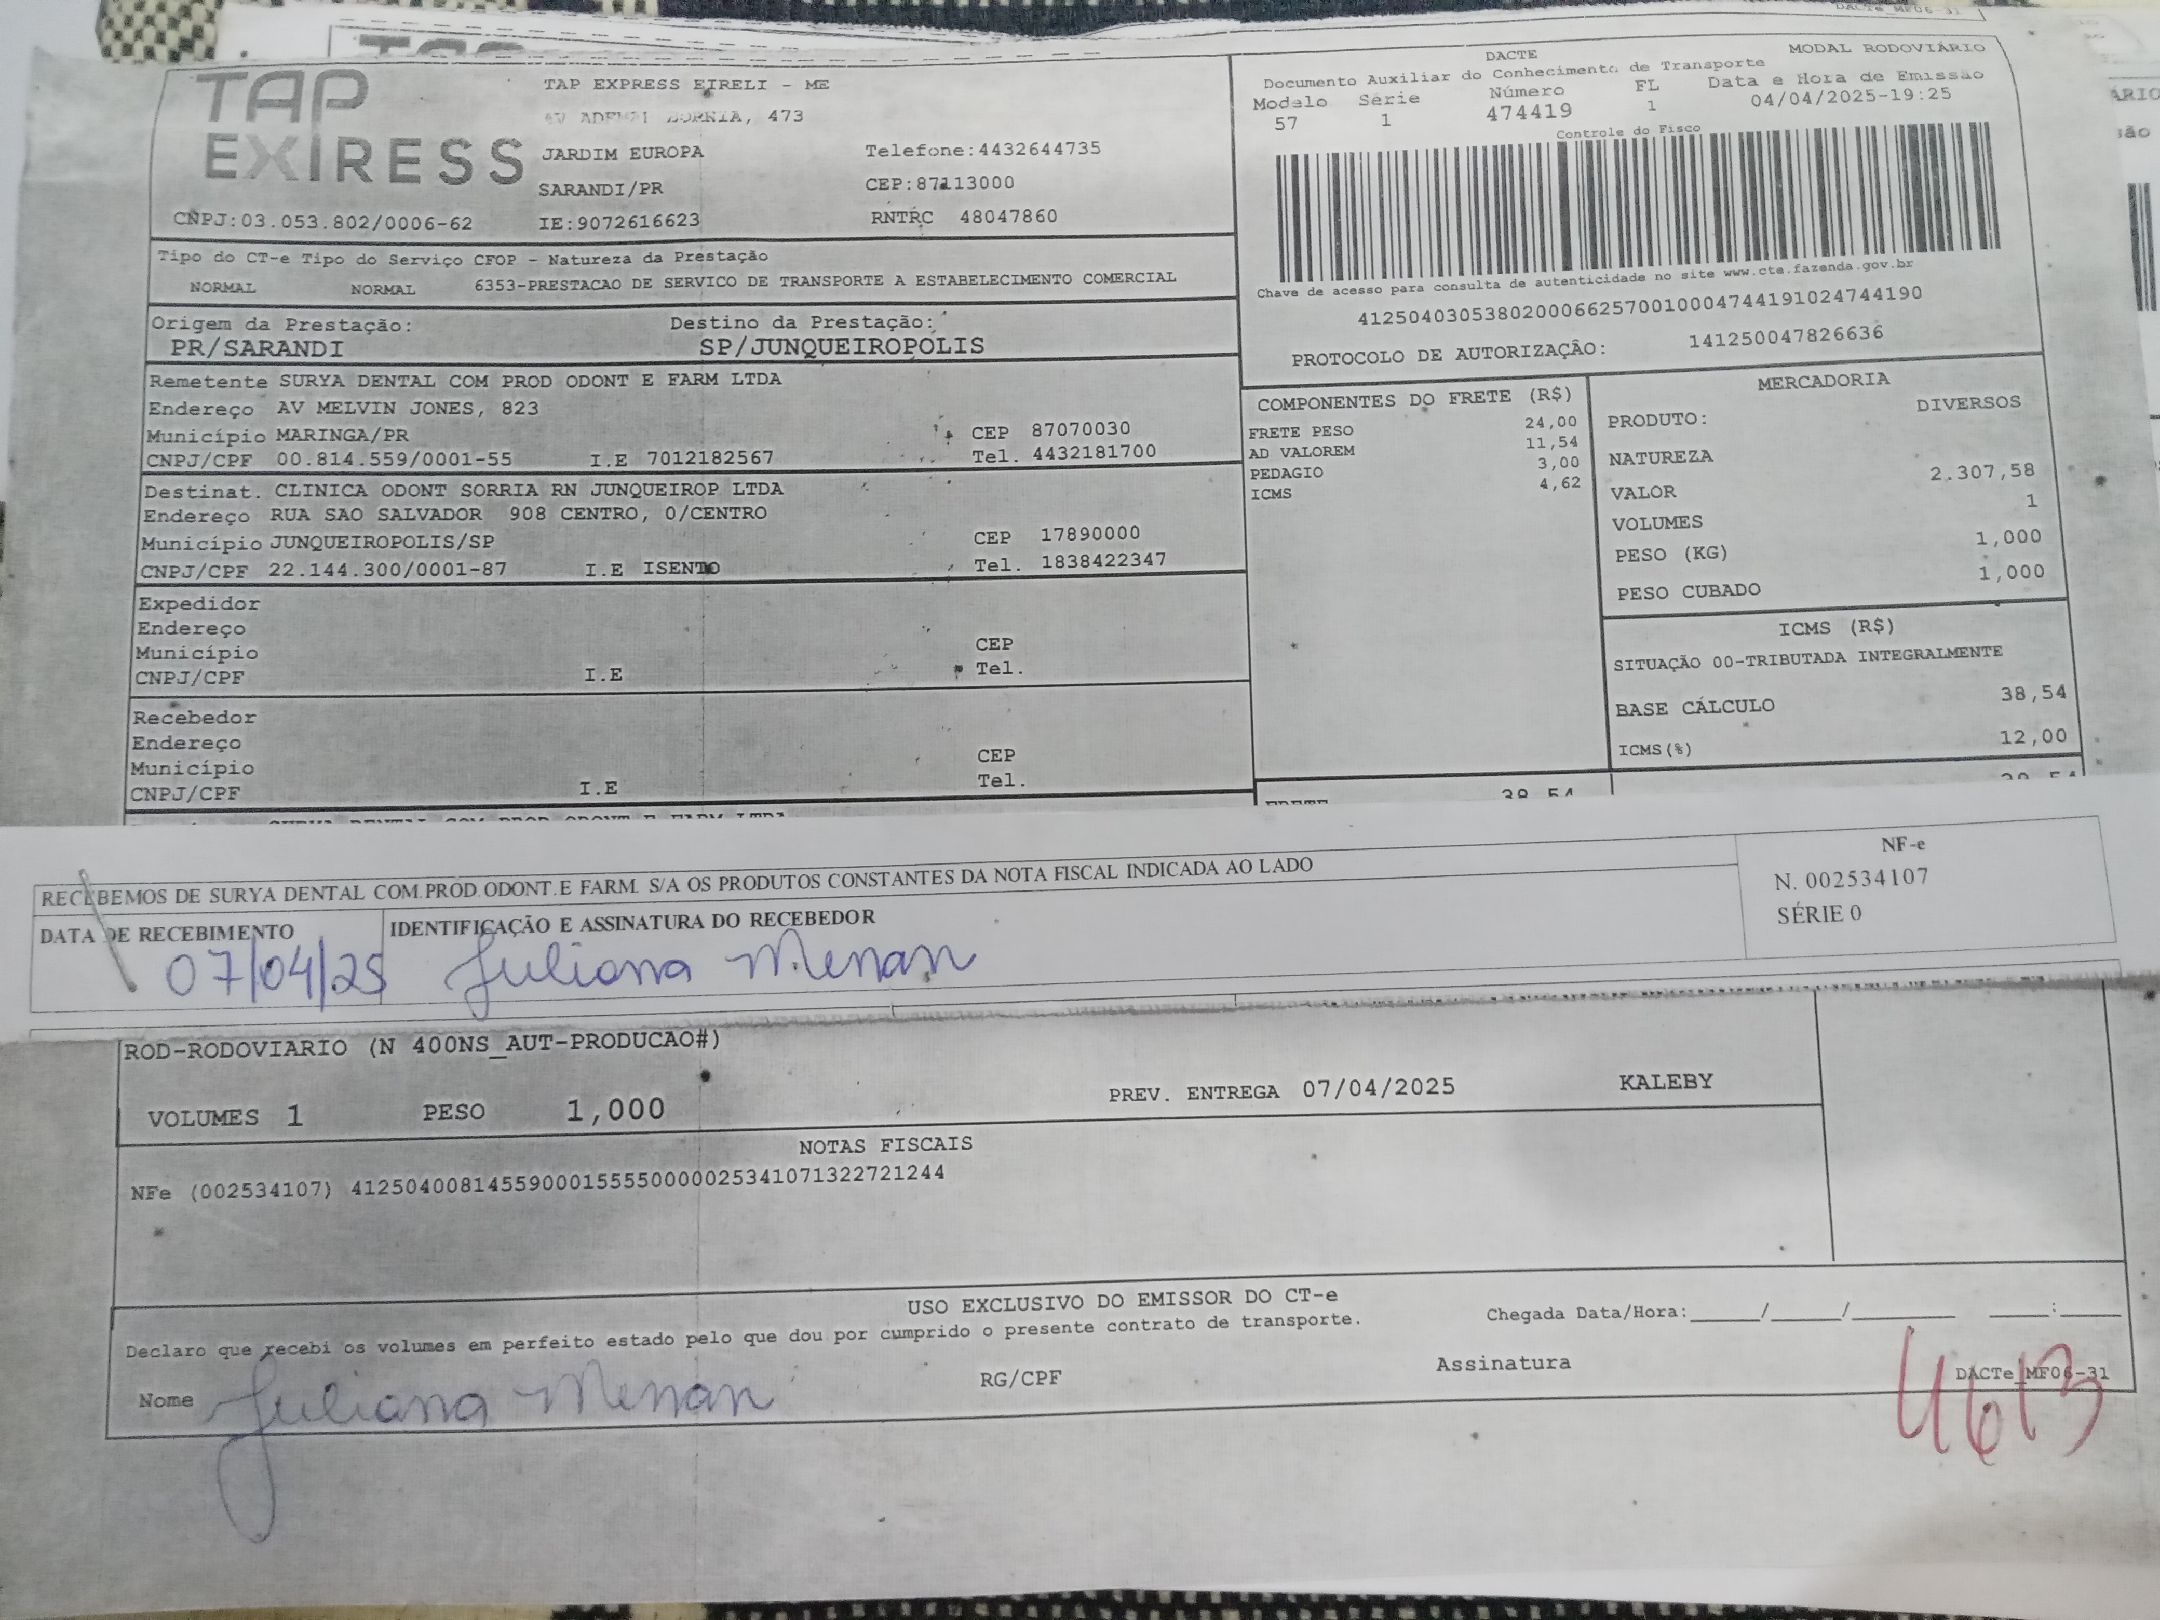 TAP
EXIRESS
TAP EXPRESS EIRELI - ME
473
JARDIM EUROPA Telefone:4432644735
SARANDI/PR CEP:87113000
CNPJ:03.053.802/0006-62 IE:9072616623 RNTRC 48047860
DACTE MODAL RODOVIÁRIO
Documento Auxiliar do Conhecimento de Transporte
Modelo Série Número FL Data e Hora de Emissão
57 1 474419 1 04/04/2025-19:25
Controle do Fisco
Chave de acesso para consulta de autenticidade no site www.cte.fazenda.gov.br
41250403053802000662570010004744191024744190
PROTOCOLO DE AUTORIZAÇÃO: 141250047826636
Tipo do CT-e Tipo do Serviço CFOP - Natureza da Prestação
NORMAL NORMAL 6353-PRESTACAO DE SERVICO DE TRANSPORTE A ESTABELECIMENTO COMERCIAL
Origem da Prestação: Destino da Prestação:
PR/SARANDI SP/JUNQUEIROPOLIS
Remetente SURYA DENTAL COM PROD ODONT E FARM LTDA
Endereço AV MELVIN JONES, 823
Município MARINGA/PR CEP 87070030
CNPJ/CPF 00.814.559/0001-55 I.E 7012182567 Tel. 4432181700
Destinat. CLINICA ODONT SORRIA RN JUNQUEIROP LTDA
Endereço RUA SAO SALVADOR 908 CENTRO, 0/CENTRO
Município JUNQUEIROPOLIS/SP CEP 17890000
CNPJ/CPF 22.144.300/0001-87 I.E ISENTO Tel. 1838422347
Expedidor
Endereço
Município CEP
CNPJ/CPF I.E Tel.
Recebedor
Endereço
Município CEP
CNPJ/CPF I.E Tel.
COMPONENTES DO FRETE (R$)
FRETE PESO 24,00
AD VALOREM 11,54
PEDAGIO 3,00
ICMS 4,62
MERCADORIA
PRODUTO: DIVERSOS
NATUREZA
VALOR 2.307,58
VOLUMES 1
PESO (KG) 1,000
PESO CUBADO 1,000
ICMS (R$)
SITUAÇÃO 00-TRIBUTADA INTEGRALMENTE
BASE CÁLCULO 38,54
ICMS(%) 12,00
RECEBEMOS DE SURYA DENTAL COM.PROD.ODONT.E FARM. S/A OS PRODUTOS CONSTANTES DA NOTA FISCAL INDICADA AO LADO
DATA DE RECEBIMENTO IDENTIFICAÇÃO E ASSINATURA DO RECEBEDOR
07/04/25 Juliana Menan
NF-e
N. 002534107
SÉRIE 0
ROD-RODOVIARIO (N 400NS_AUT-PRODUCAO#)
VOLUMES 1 PESO 1,000 PREV. ENTREGA 07/04/2025 KALEBY
NOTAS FISCAIS
NFe (002534107) 41250400814559000155550000025341071322721244
USO EXCLUSIVO DO EMISSOR DO CT-e
Declaro que recebi os volumes em perfeito estado pelo que dou por cumprido o presente contrato de transporte. Chegada Data/Hora:_____/_____/_______ ____:____
Nome Juliana Menan RG/CPF Assinatura
DACTe_MF06-31
4613